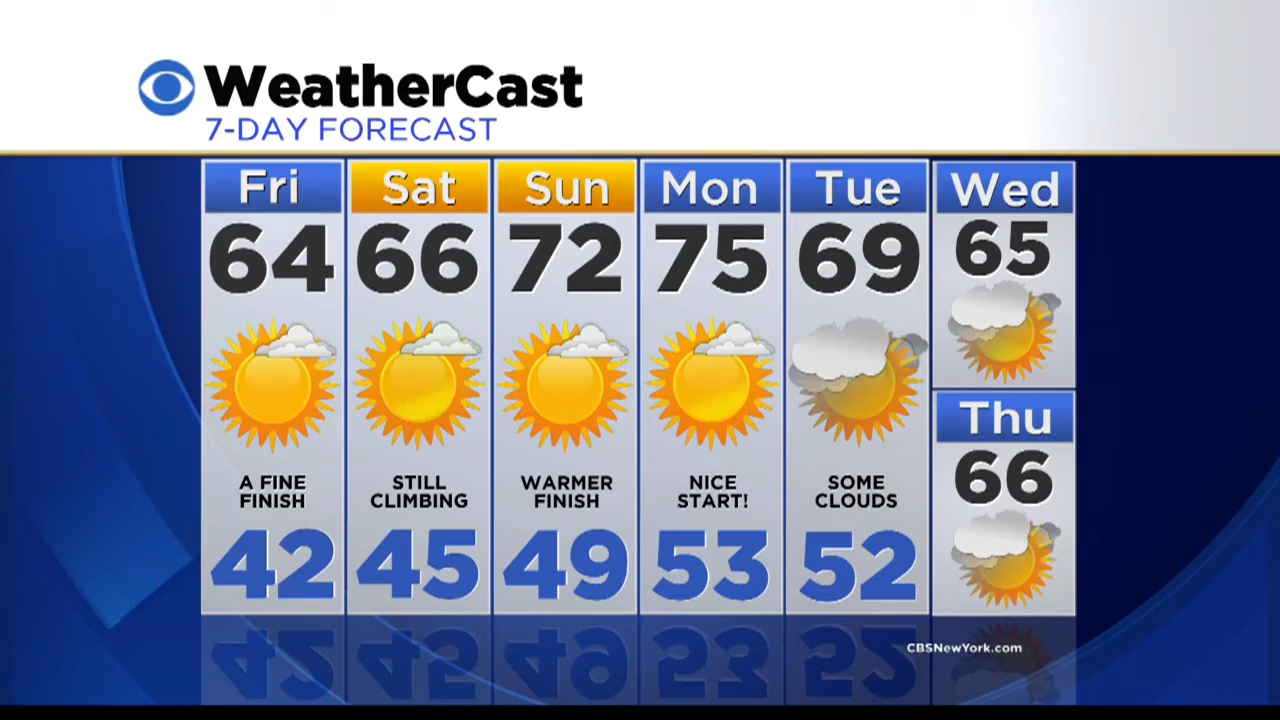 WeatherCast
7-DAY FORECAST
Fri
64
A FINE
FINISH
42
Sat
66
STILL
CLIMBING
45
Sun
72
WARMER
FINISH
49
Mon
75
NICE
START!
53
Tue
69
SOME
CLOUDS
52
Wed
65
Thu
66
CBSNewYork.com